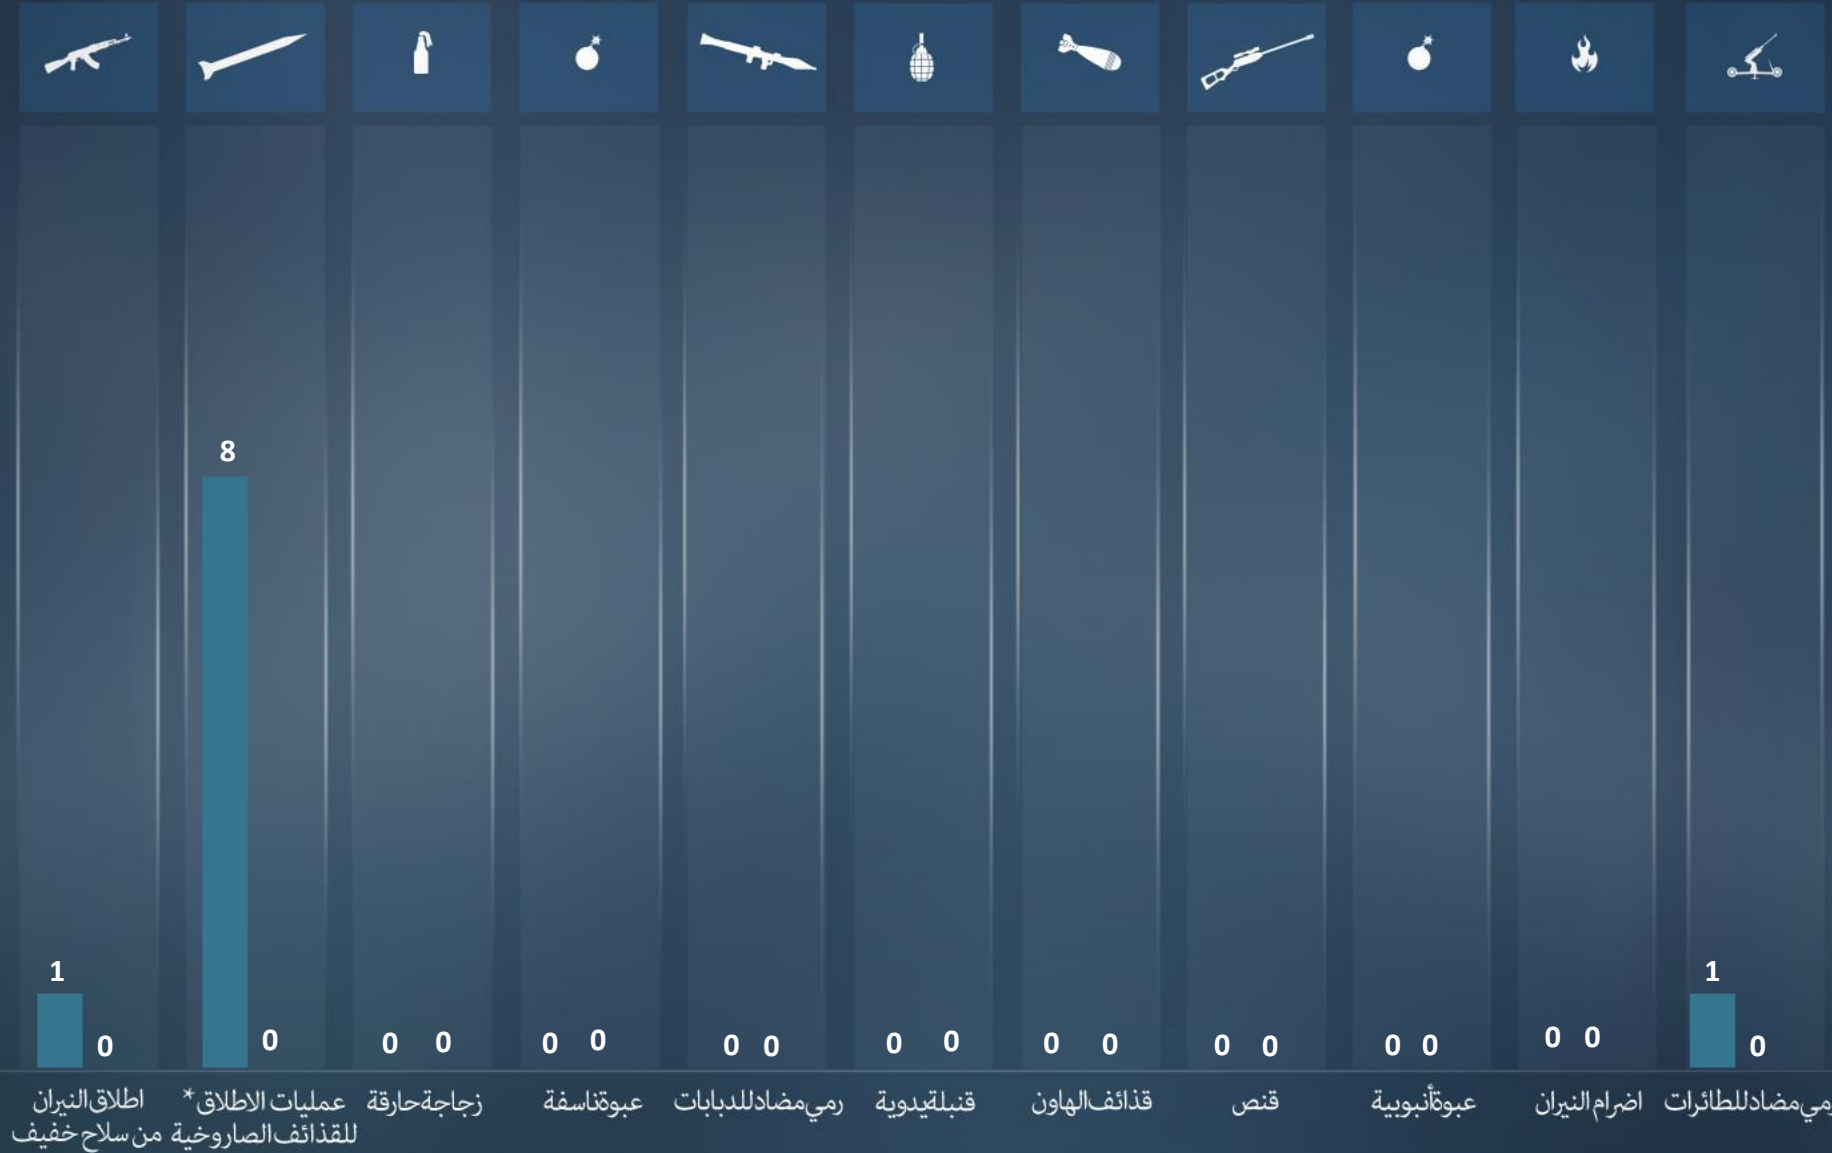 8
1
1
0
0
0 0
0 0
0 0
0 0
0 0
0 0
0 0
0 0
0
اطلاق النيران
من سلاح خفيف
عمليات الاطلاق *
للقذائف الصاروخية
زجاجة حارقة
عبوة ناسفة
رمي مضاد للدبابات
قنبلة يدوية
قذائف الهاون
قنص
عبوة أنبوبية
اضرام النيران
مي مضاد للطائرات